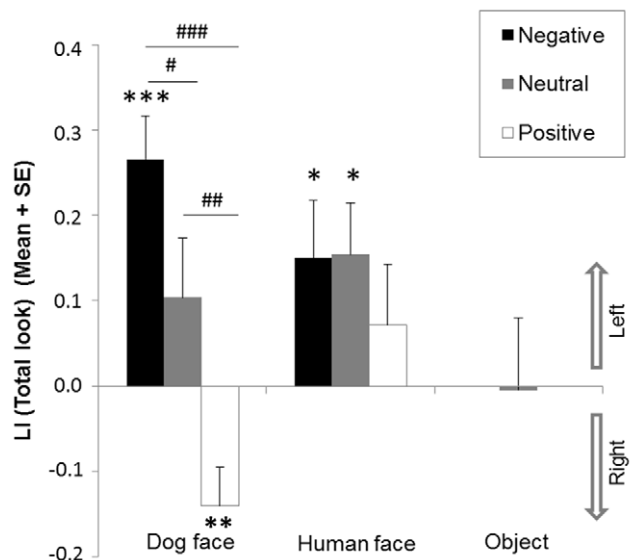 LI (Total look) (Mean + SE)
0.4
0.3
0.2
0.1
0.0
-0.1
-0.2
###
#
***
##
**
*
*
Negative
Neutral
Positive
Left
Right
Dog face
Human face
Object